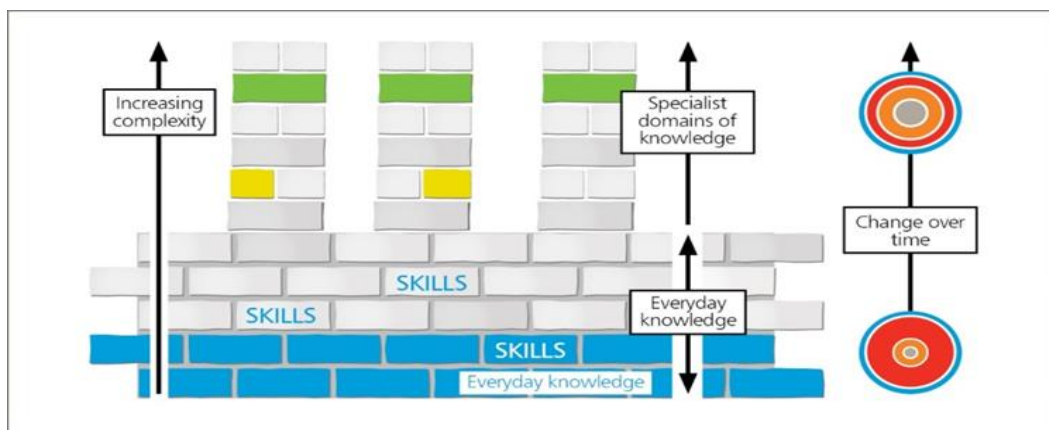 Increasing
complexity
Specialist
domains of
knowledge
Change over
time
SKILLS
SKILLS
Everyday
knowledge
SKILLS
Everyday knowledge